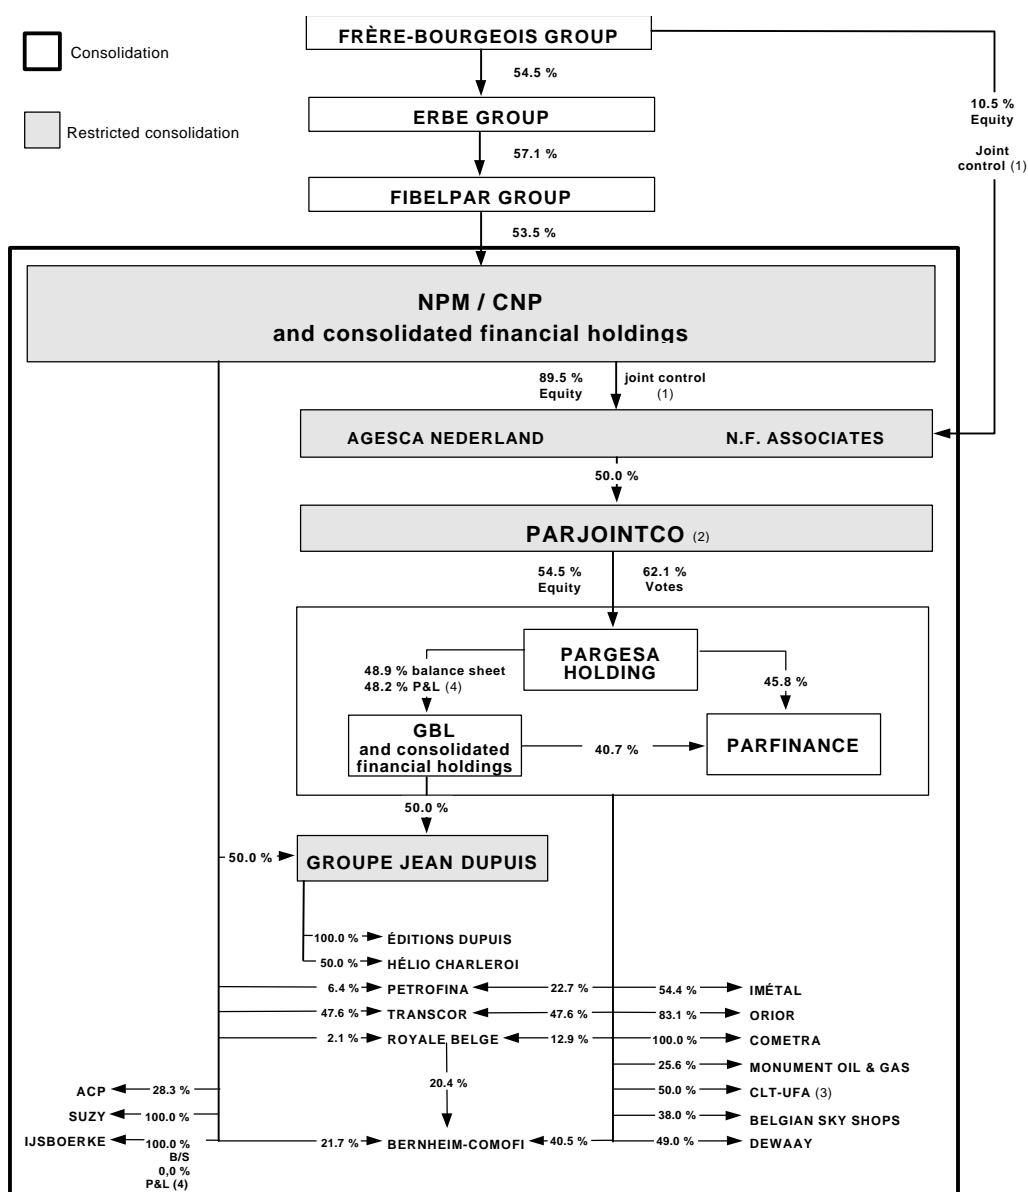 FRÈRE-BOURGEOIS GROUP
Consolidation
54.5 %
10.5 %
Equity
ERBE GROUP
Restricted consolidation
57.1 %
Joint
control (1)
FIBELPAR GROUP
53.5 %
NPM / CNP
and consolidated financial holdings
89.5 %
Equity
joint control
(1)
AGESCA NEDERLAND
N.F. ASSOCIATES
50.0 %
PARJOINTCO (2)
54.5 %
Equity
62.1 %
Votes
PARGESA
HOLDING
48.9 % balance sheet
48.2 % P&L (4)
45.8 %
GBL
and consolidated
financial holdings
40.7 %
PARFINANCE
50.0 %
50.0 %
GROUPE JEAN DUPUIS
100.0 % ÉDITIONS DUPUIS
50.0 % HÉLIO CHARLEROI
6.4 % PETROFINA 22.7 % 54.4 % IMÉTAL
47.6 % TRANSCOR 47.6 % 83.1 % ORIOR
2.1 % ROYALE BELGE 12.9 % 100.0 % COMETRA
25.6 % MONUMENT OIL & GAS
20.4 %
ACP 28.3 %
50.0 % CLT-UFA (3)
SUZY 100.0 %
38.0 % BELGIAN SKY SHOPS
IJSBOERKE 100.0 %
B/S
0,0 %
P&L (4)
21.7 % BERNHEIM-COMOFI 40.5 % 49.0 % DEWAAY